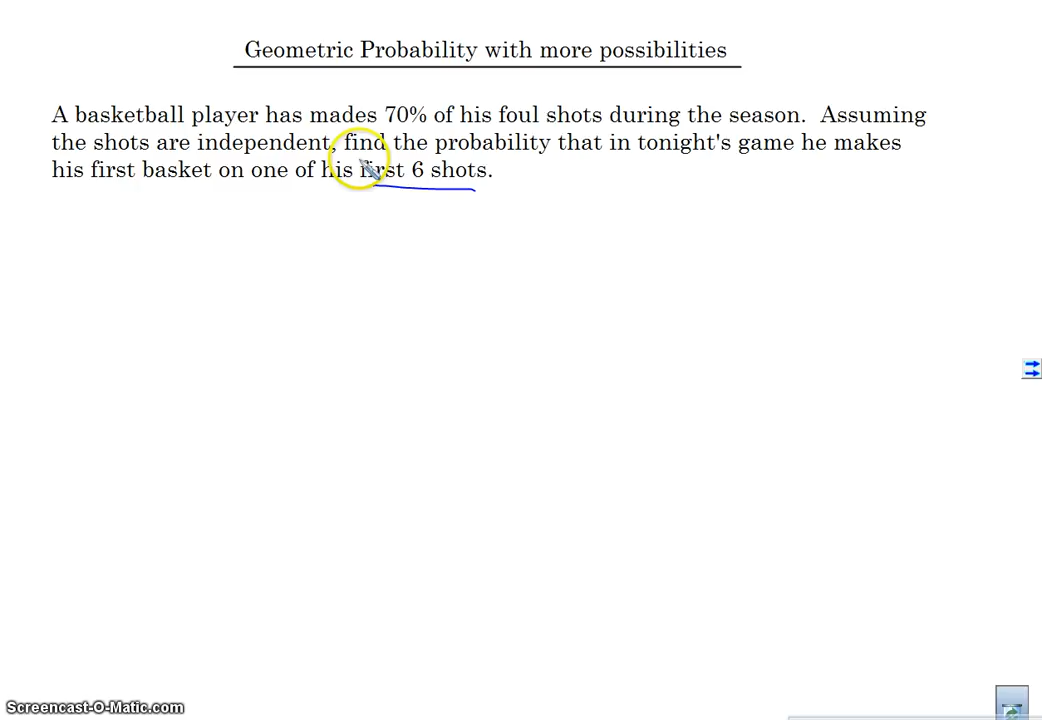 Geometric Probability with more possibilities
A basketball player has mades 70% of his foul shots during the season. Assuming
the shots are independent, find the probability that in tonight's game he makes
his first basket on one of his first 6 shots.
Screencast-O-Matic.com